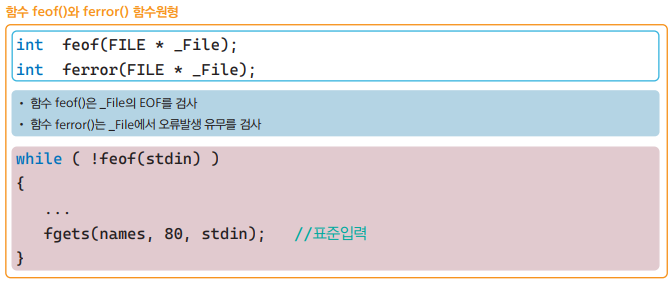 함수 feof()와 ferror() 함수원형
int feof(FILE * _File);
int ferror(FILE * _File);
• 함수 feof()은 _File의 EOF를 검사
• 함수 ferror()는 _File에서 오류발생 유무를 검사
while ( !feof(stdin) )
{
...
fgets(names, 80, stdin); //표준입력
}